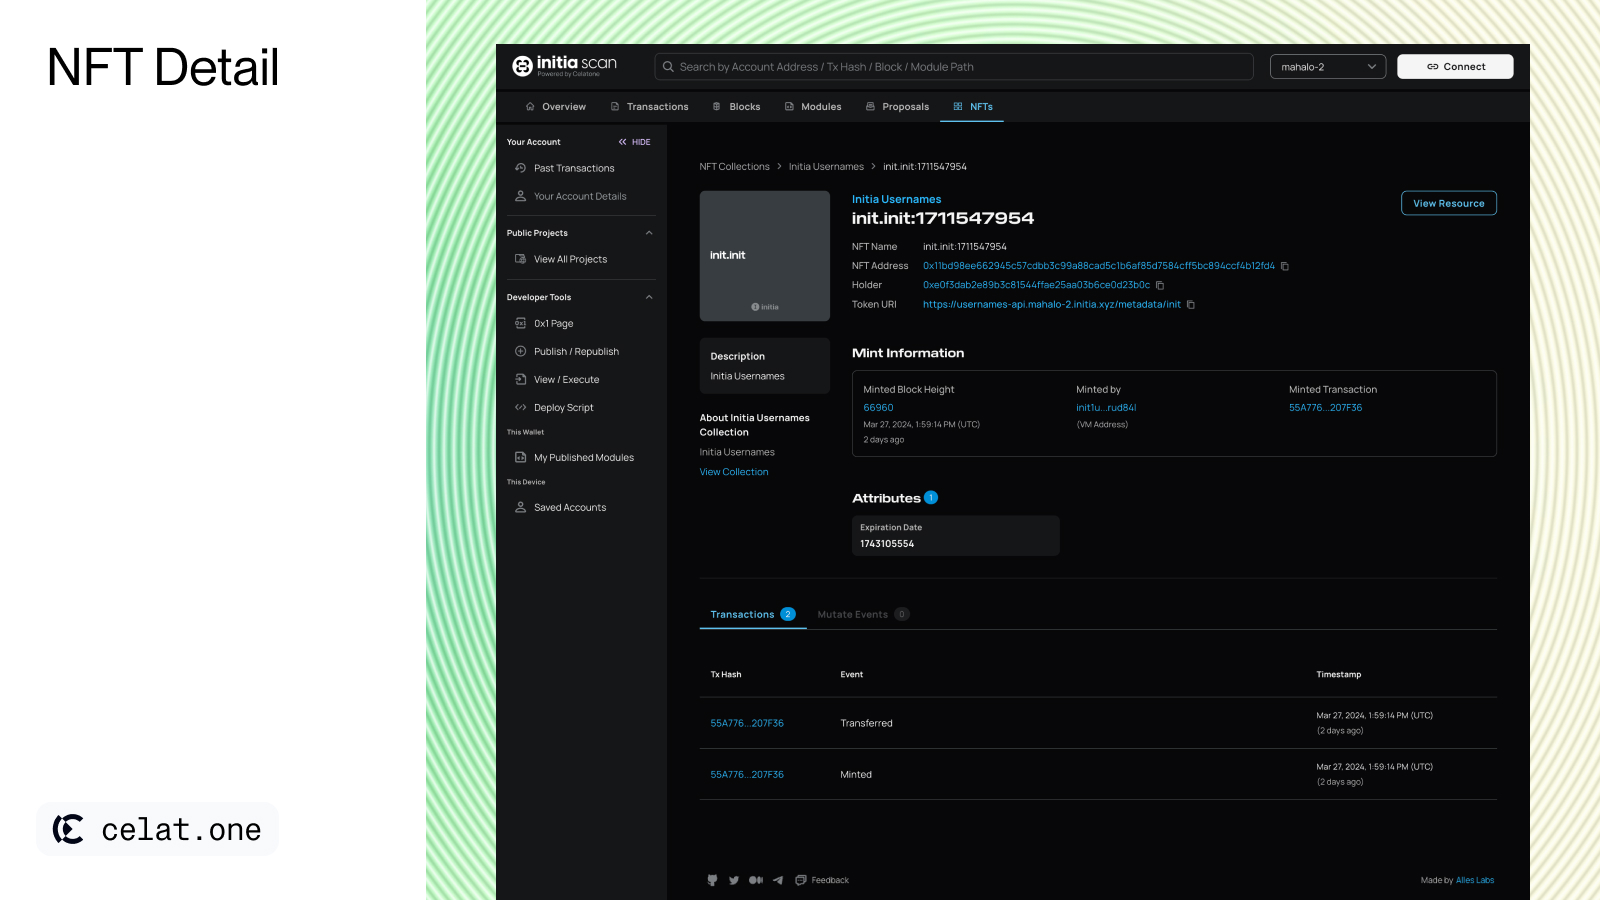 NFT Detail
celat.one
initia scan
Powered by Celatone
Search by Account Address / Tx Hash / Block / Module Path
mahalo-2
Connect
Overview
Transactions
Blocks
Modules
Proposals
NFTs
Your Account
HIDE
Past Transactions
Your Account Details
Public Projects
View All Projects
Developer Tools
0x1 Page
Publish / Republish
View / Execute
Deploy Script
This Wallet
My Published Modules
This Device
Saved Accounts
NFT Collections > Initia Usernames > init.init:1711547954
init.init
initia
Description
Initia Usernames
About Initia Usernames
Collection
Initia Usernames
View Collection
Initia Usernames
init.init:1711547954
View Resource
NFT Name init.init:1711547954
NFT Address 0x11bd98ee662945c57cdbb3c99a88cad5c1b6af85d7584cff5bc894ccf4b12fd4
Holder 0xe0f3dab2e89b3c81544ffae25aa03b6ce0d23b0c
Token URI https://usernames-api.mahalo-2.initia.xyz/metadata/init
Mint Information
Minted Block Height
66960
Mar 27, 2024, 1:59:14 PM (UTC)
2 days ago
Minted by
init1u...rud84l
(VM Address)
Minted Transaction
55A776...207F36
Attributes 1
Expiration Date
1743105554
Transactions 2
Mutate Events 0
Tx Hash Event Timestamp
55A776...207F36 Transferred Mar 27, 2024, 1:59:14 PM (UTC)
(2 days ago)
55A776...207F36 Minted Mar 27, 2024, 1:59:14 PM (UTC)
(2 days ago)
Feedback
Made by Alles Labs